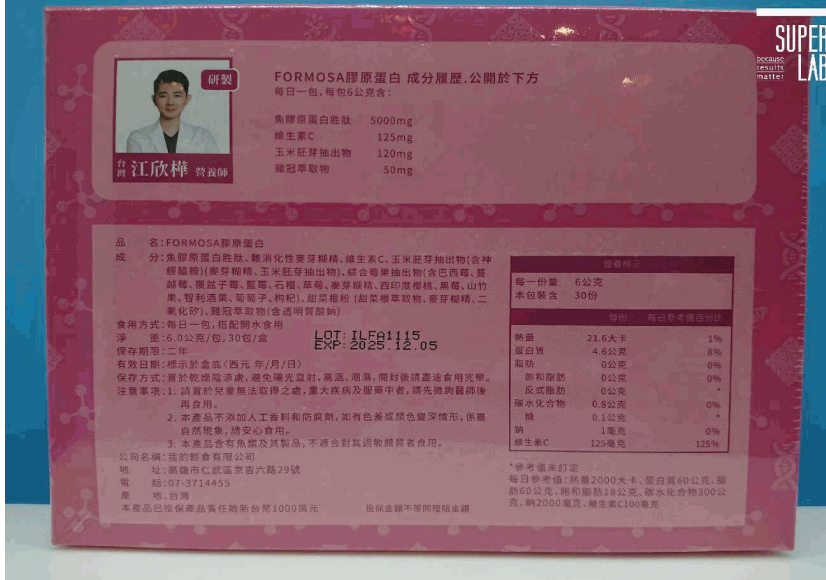 SUPER LAB
because results matter
研製
台灣 江欣樺 營養師
FORMOSA膠原蛋白 成分履歷.公開於下方
每日一包,每包6公克含:
魚膠原蛋白胜肽 5000mg
維生素C 125mg
玉米胚芽抽出物 120mg
雞冠萃取物 50mg
品 名:FORMOSA膠原蛋白
成 分:魚膠原蛋白胜肽、難消化性麥芽糊精、維生素C、玉米胚芽抽出物(含神
經醯胺)(麥芽糊精、玉米胚芽抽出物)、綜合莓果抽出物(含巴西莓、蔓
越莓、覆盆子莓、藍莓、石榴、草莓、麥芽糊精、西印度櫻桃、黑莓、山竹
果、智利酒果、葡萄子、枸杞)、甜菜根粉 (甜菜根萃取物、麥芽糊精、二
氧化矽)、雞冠萃取物(含透明質酸鈉)
食用方式:每日一包,搭配開水食用
淨 重:6.0公克/包,30包/盒
LOT:ILFA1115
EXP:2025.12.05
保存期限:二年
有效日期:標示於盒底(西元 年/月/日)
保存方式:置於乾燥陰涼處,避免陽光直射、高溫、潮濕,開封後請盡速食用完畢。
注意事項:1. 請置於兒童無法取得之處,重大疾病及服藥中者,請先徵詢醫師後
再食用。
2. 本產品不添加人工香料和防腐劑,如有色差或顏色變深情形,係屬
自然現象,請安心食用。
3. 本產品含有魚類及其製品,不適合對其過敏體質者食用。
公司名稱:我的輕食有限公司
地 址:高雄市仁武區京吉六路29號
電 話:07-3714455
產 地:台灣
本產品已投保產品責任險新台幣1000萬元 投保金額不等同理賠金額
營養標示
每一份量 6公克
本包裝含 30份
每份 每日參考值百分比
熱量 21.6大卡 1%
蛋白質 4.6公克 8%
脂肪 0公克 0%
飽和脂肪 0公克 0%
反式脂肪 0公克 *
碳水化合物 0.8公克 0%
糖 0.1公克 *
鈉 1毫克 0%
維生素C 125毫克 125%
*參考值未訂定
每日參考值:熱量2000大卡、蛋白質60公克、脂
肪60公克、飽和脂肪18公克、碳水化合物300公
克、鈉2000毫克、維生素C100毫克